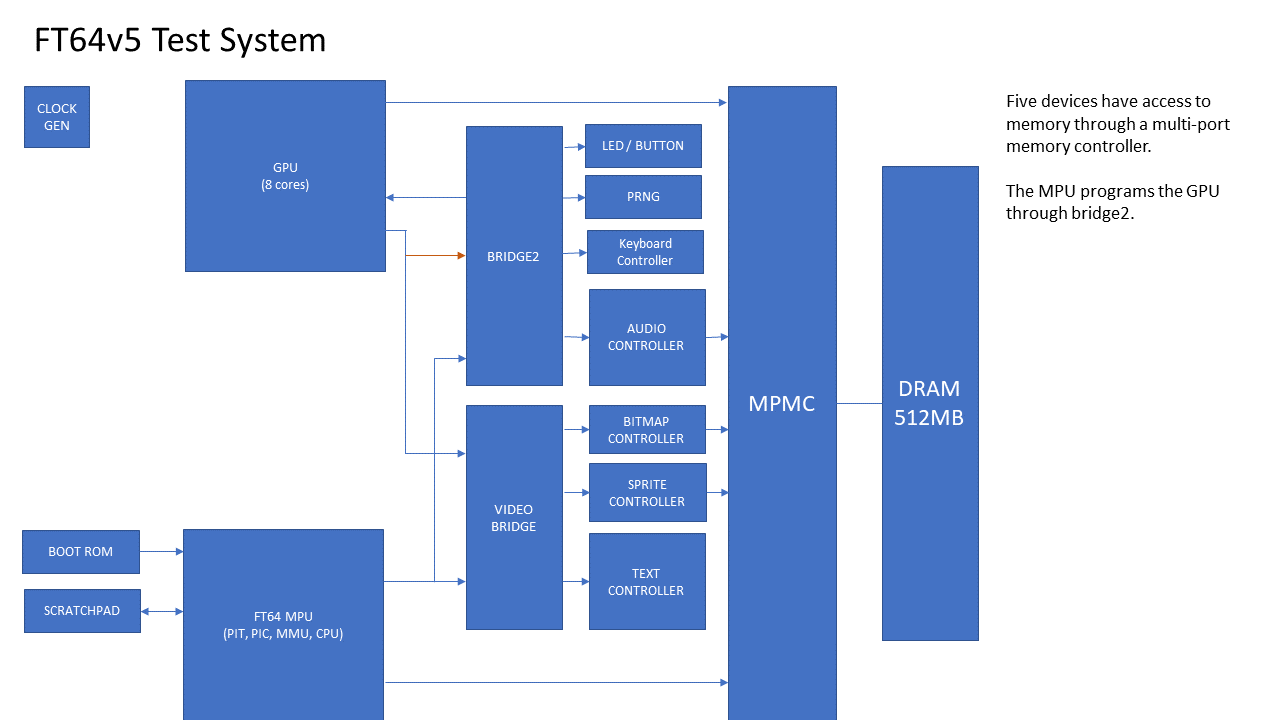 FT64v5 Test System
CLOCK
GEN
GPU
(8 cores)
BRIDGE2
LED / BUTTON
PRNG
Keyboard
Controller
AUDIO
CONTROLLER
VIDEO
BRIDGE
BITMAP
CONTROLLER
SPRITE
CONTROLLER
TEXT
CONTROLLER
BOOT ROM
SCRATCHPAD
FT64 MPU
(PIT, PIC, MMU, CPU)
MPMC
DRAM
512MB
Five devices have access to
memory through a multi-port
memory controller.
The MPU programs the GPU
through bridge2.